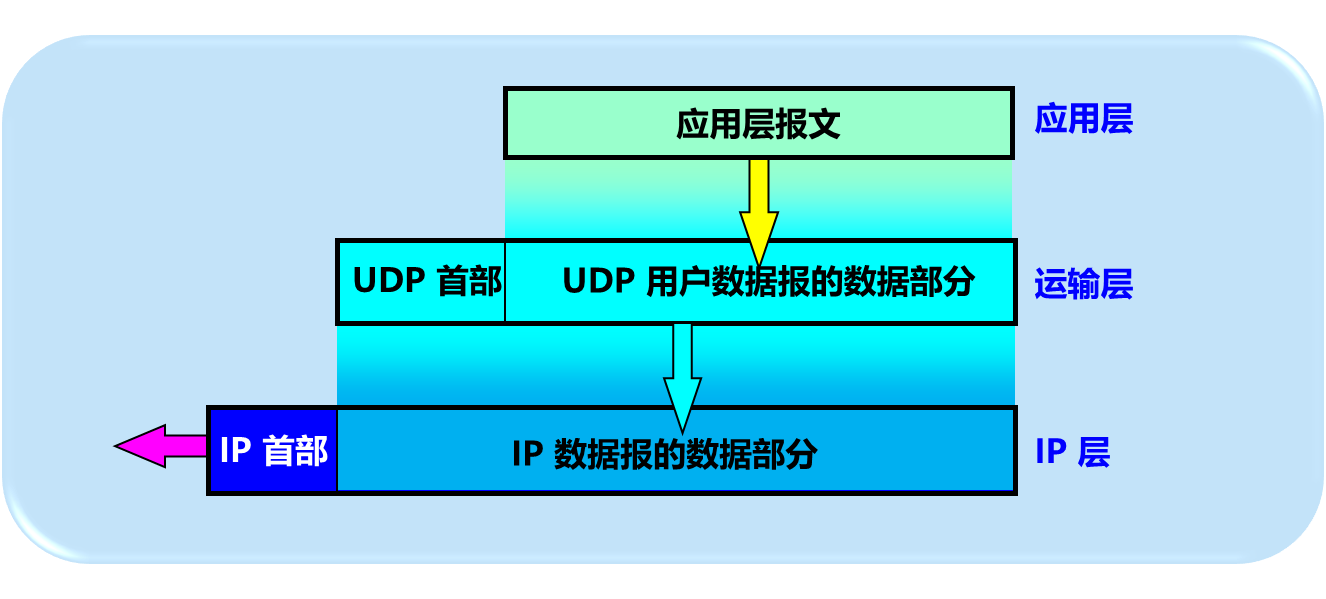 应用层报文
应用层
UDP 首部
UDP 用户数据报的数据部分
运输层
IP 首部
IP 数据报的数据部分
IP 层